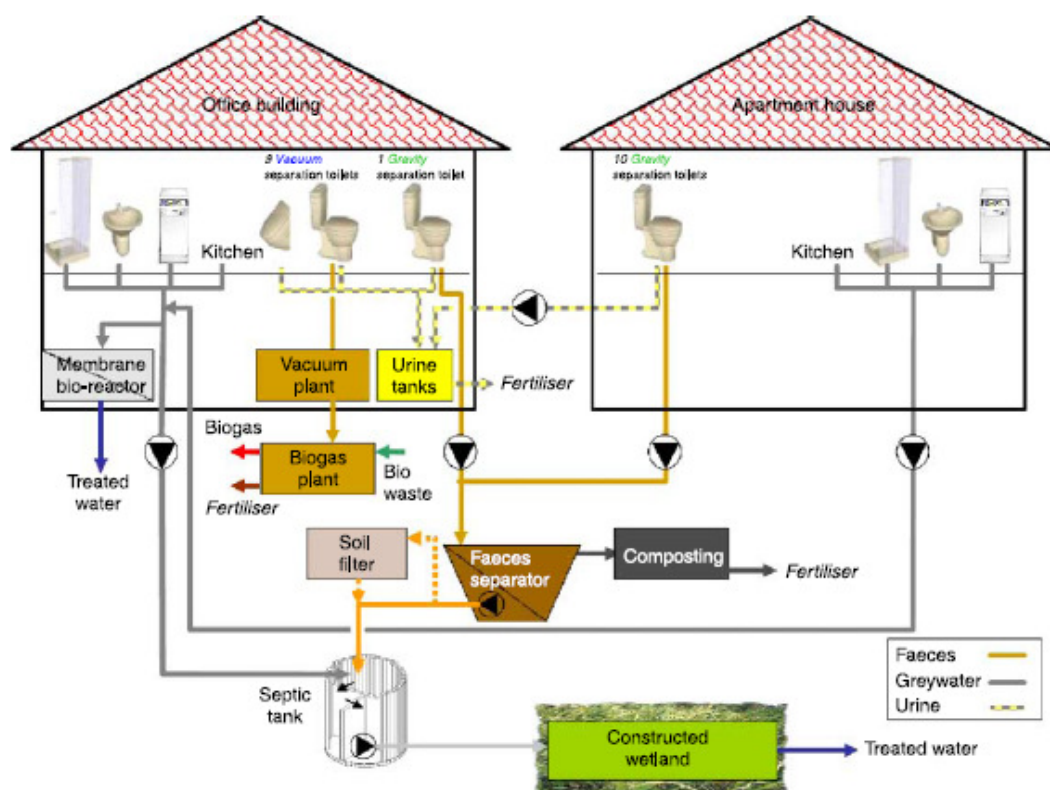 Office building
Apartment house
9 Vacuum
separation toilets
1 Gravity
separation toilet
10 Gravity
separation toilets
Kitchen
Kitchen
Membrane
bio-reactor
Vacuum
plant
Urine
tanks
Fertiliser
Biogas
Biogas
plant
Bio
waste
Treated
water
Fertiliser
Soil
filter
Faeces
separator
Composting
Fertiliser
Faeces
Greywater
Urine
Septic
tank
Constructed
wetland
Treated water